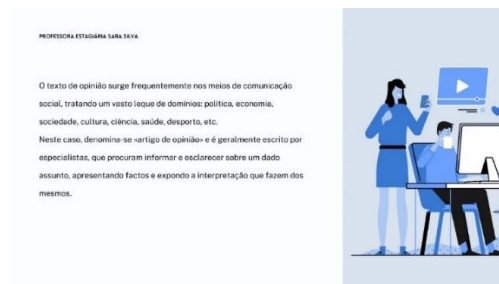 PROFESSORA ESTAGIÁRIA SARA SILVA
O texto de opinião surge frequentemente nos meios de comunicação
social, tratando um vasto leque de domínios: política, economia,
sociedade, cultura, ciência, saúde, desporto, etc.
Neste caso, denomina-se «artigo de opinião» e é geralmente escrito por
especialistas, que procuram informar e esclarecer sobre um dado
assunto, apresentando factos e expondo a interpretação que fazem dos
mesmos.